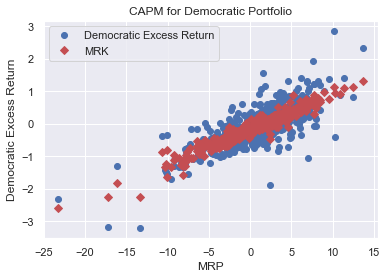 CAPM for Democratic Portfolio
Democratic Excess Return
MRK
3
2
1
0
−1
−2
−3
Democratic Excess Return
−25 −20 −15 −10 −5 0 5 10 15
MRP